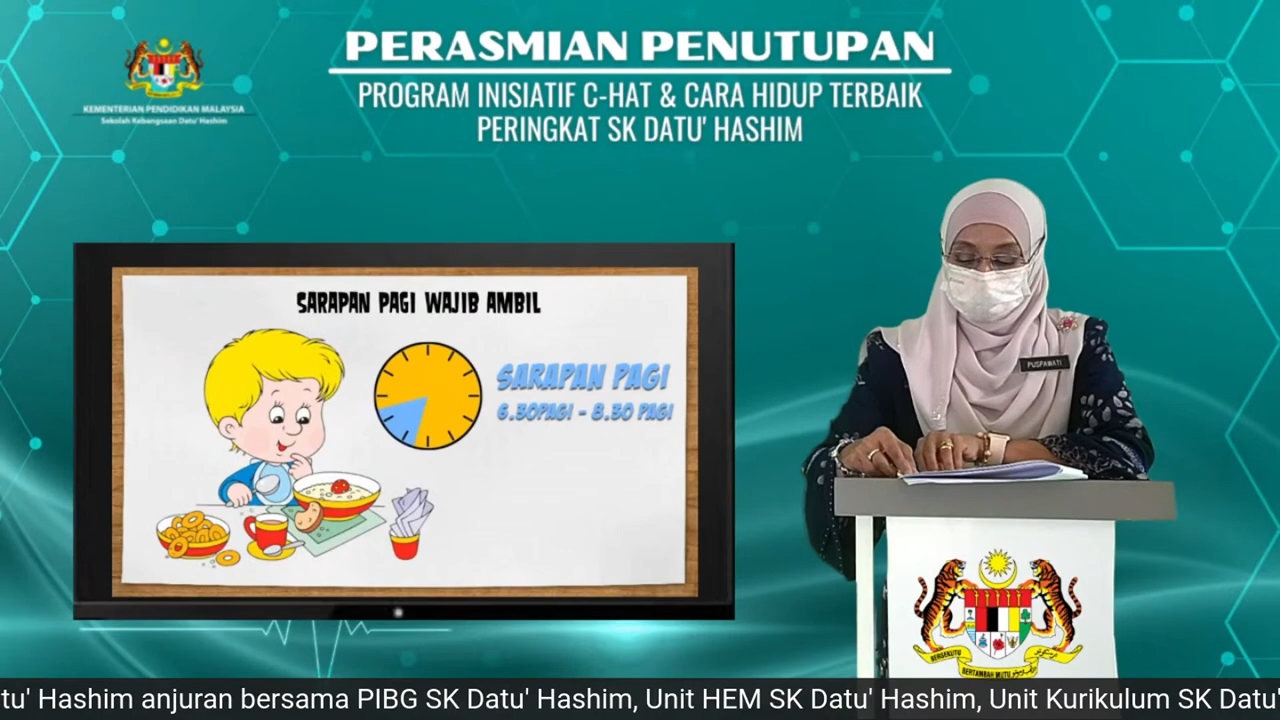 PERASMIAN PENUTUPAN
PROGRAM INISIATIF C-HAT & CARA HIDUP TERBAIK
PERINGKAT SK DATU' HASHIM
KEMENTERIAN PENDIDIKAN MALAYSIA
Sekolah Kebangsaan Datu' Hashim
SARAPAN PAGI WAJIB AMBIL
SARAPAN PAGI
6.30PAGI - 8.30 PAGI
PUSPAWATI
BERSEKUTU
BERTAMBAH MUTU
tu' Hashim anjuran bersama PIBG SK Datu' Hashim, Unit HEM SK Datu' Hashim, Unit Kurikulum SK Datu'